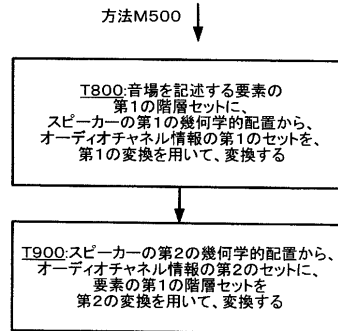 方法M500
T800:音場を記述する要素の
第1の階層セットに、
スピーカーの第1の幾何学的配置から、
オーディオチャネル情報の第1のセットを、
第1の変換を用いて、変換する
T900:スピーカーの第2の幾何学的配置から、
オーディオチャネル情報の第2のセットに、
要素の第1の階層セットを
第2の変換を用いて、変換する